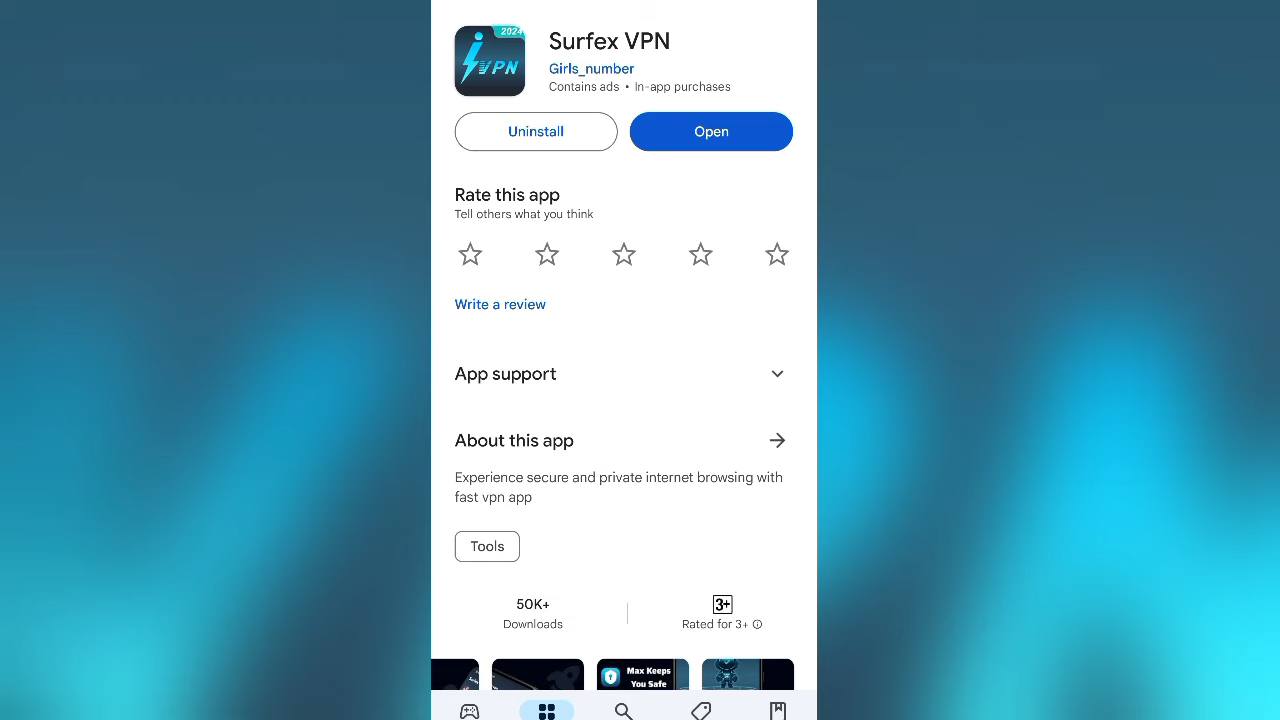 2024
VPN
Surfex VPN
Girls_number
Contains ads • In-app purchases
Uninstall
Open
Rate this app
Tell others what you think
Write a review
App support
About this app
Experience secure and private internet browsing with
fast vpn app
Tools
50K+
Downloads
3+
Rated for 3+
Max Keeps
You Safe